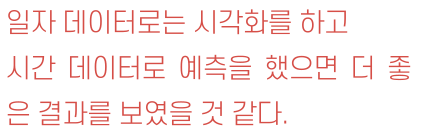 일자 데이터로는 시각화를 하고
시간 데이터로 예측을 했으면 더 좋
은 결과를 보였을 것 같다.